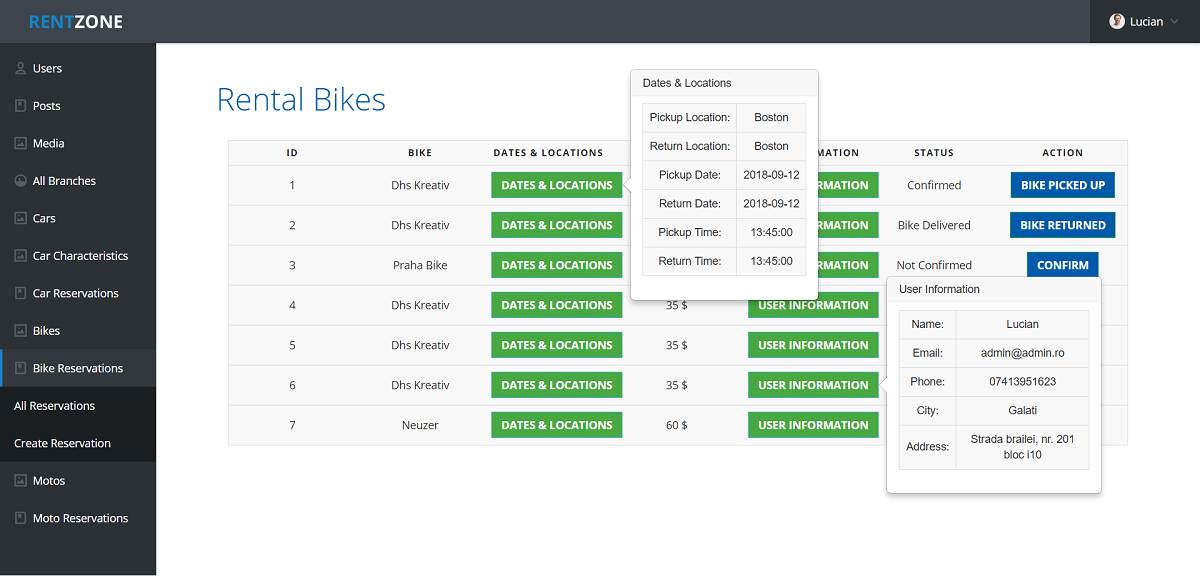 RENTZONE
Lucian
Users
Posts
Media
All Branches
Cars
Car Characteristics
Car Reservations
Bikes
Bike Reservations
All Reservations
Create Reservation
Motos
Moto Reservations
Rental Bikes
ID BIKE DATES & LOCATIONS MATION STATUS ACTION
1 Dhs Kreativ DATES & LOCATIONS RMATION Confirmed BIKE PICKED UP
2 Dhs Kreativ DATES & LOCATIONS RMATION Bike Delivered BIKE RETURNED
3 Praha Bike DATES & LOCATIONS RMATION Not Confirmed CONFIRM
4 Dhs Kreativ DATES & LOCATIONS 35 $ USER INFORMATION
5 Dhs Kreativ DATES & LOCATIONS 35 $ USER INFORMATION
6 Dhs Kreativ DATES & LOCATIONS 35 $ USER INFORMATION
7 Neuzer DATES & LOCATIONS 60 $ USER INFORMATION
Dates & Locations
Pickup Location: Boston
Return Location: Boston
Pickup Date: 2018-09-12
Return Date: 2018-09-12
Pickup Time: 13:45:00
Return Time: 13:45:00
User Information
Name: Lucian
Email: admin@admin.ro
Phone: 07413951623
City: Galati
Address: Strada brailei, nr. 201
bloc i10